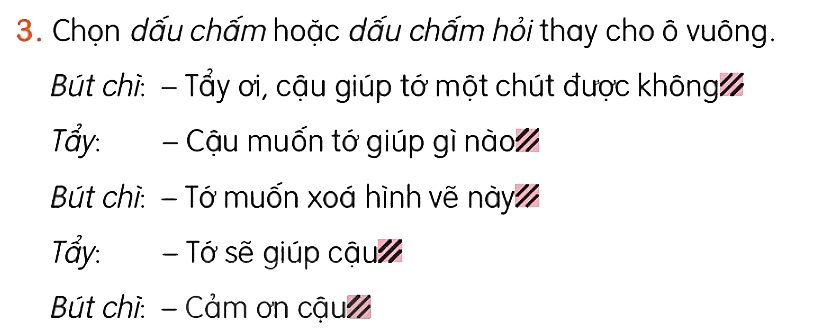 3. Chọn dấu chấm hoặc dấu chấm hỏi thay cho ô vuông.
Bút chì: – Tẩy ơi, cậu giúp tớ một chút được không
Tẩy: – Cậu muốn tớ giúp gì nào
Bút chì: – Tớ muốn xoá hình vẽ này
Tẩy: – Tớ sẽ giúp cậu
Bút chì: – Cảm ơn cậu